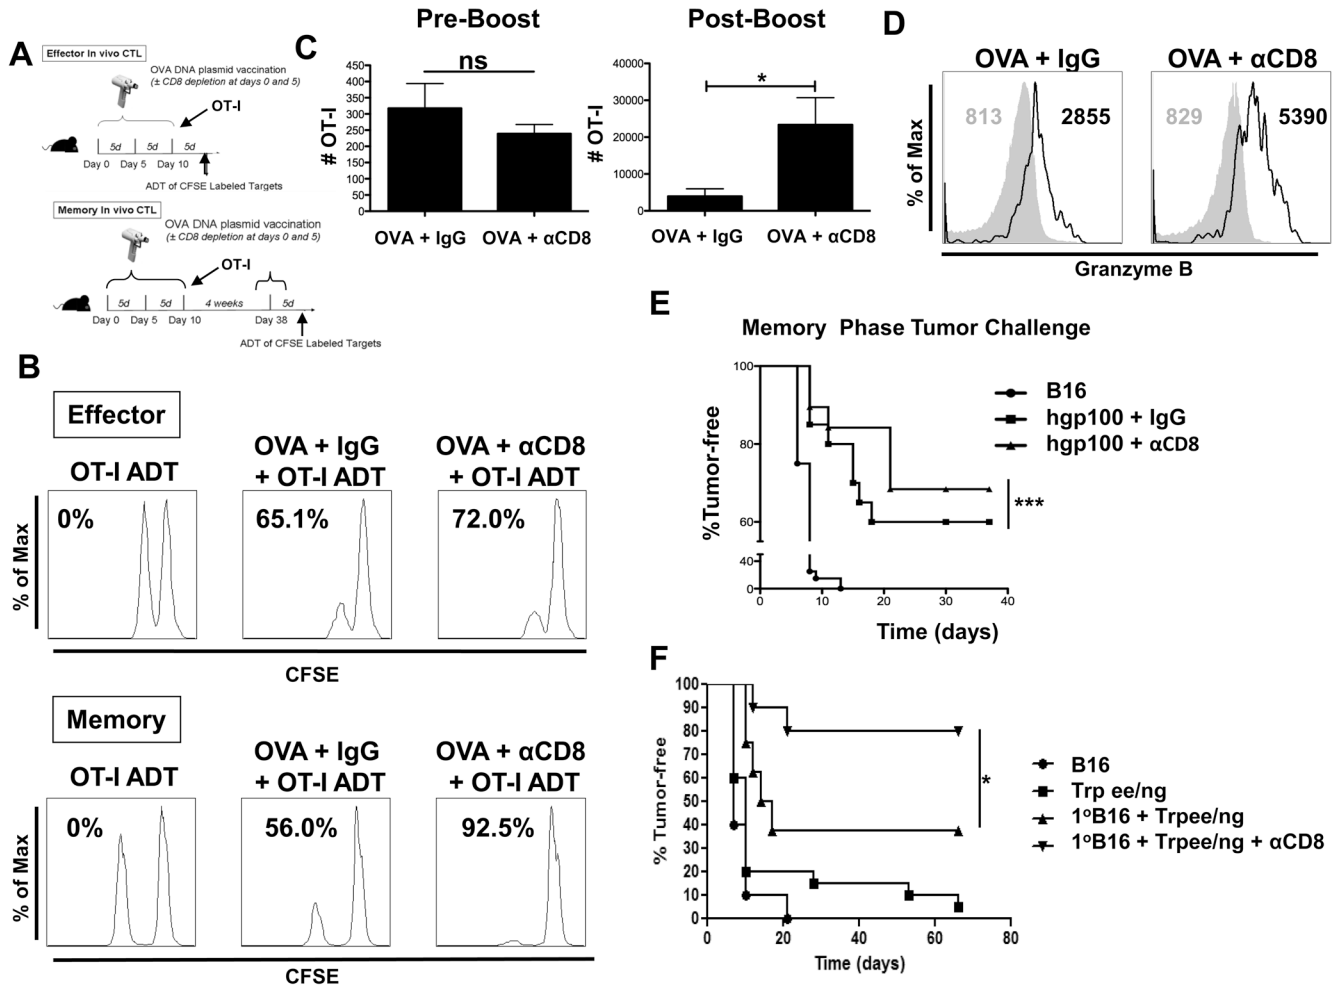 A
Effector In vivo CTL
OVA DNA plasmid vaccination
(± CD8 depletion at days 0 and 5)
OT-I
5d 5d 5d
Day 0 Day 5 Day 10
ADT of CFSE Labeled Targets
Memory In vivo CTL
OVA DNA plasmid vaccination
(± CD8 depletion at days 0 and 5)
OT-I
5d 5d 4 weeks 5d
Day 0 Day 5 Day 10 Day 38
ADT of CFSE Labeled Targets
B
Effector
OT-I ADT
OVA + IgG
+ OT-I ADT
OVA + αCD8
+ OT-I ADT
0%
65.1%
72.0%
% of Max
CFSE
Memory
OT-I ADT
OVA + IgG
+ OT-I ADT
OVA + αCD8
+ OT-I ADT
0%
56.0%
92.5%
% of Max
CFSE
C
Pre-Boost
ns
# OT-I
450
400
350
300
250
200
150
100
50
0
OVA + IgG OVA + αCD8
Post-Boost
*
# OT-I
40000
30000
20000
10000
0
OVA + IgG OVA + αCD8
D
OVA + IgG OVA + αCD8
813 2855
829 5390
% of Max
Granzyme B
E
Memory Phase Tumor Challenge
%Tumor-free
100
80
60
40
0
0 10 20 30 40
Time (days)
B16
hgp100 + IgG
hgp100 + αCD8
***
F
% Tumor-free
100
90
80
70
60
50
40
30
20
10
0
0 20 40 60 80
Time (days)
*
B16
Trp ee/ng
1ºB16 + Trpee/ng
1ºB16 + Trpee/ng + αCD8